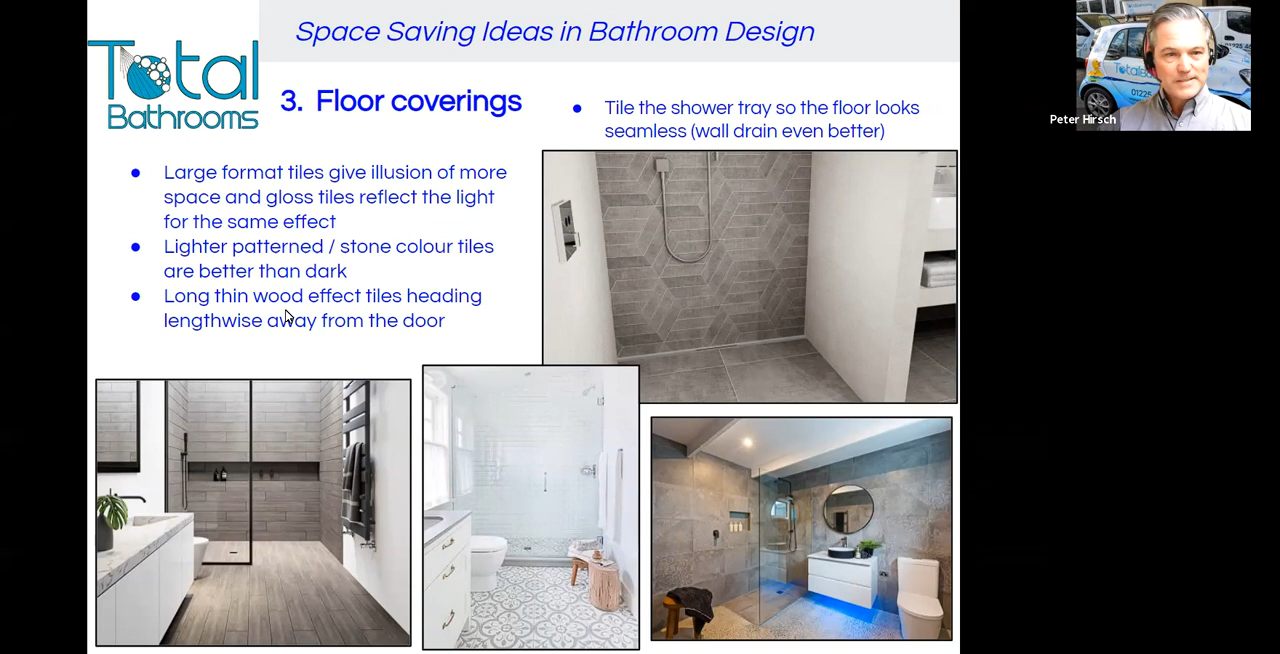 Space Saving Ideas in Bathroom Design
Total
Bathrooms
3. Floor coverings
● Tile the shower tray so the floor looks
seamless (wall drain even better)
● Large format tiles give illusion of more
space and gloss tiles reflect the light
for the same effect
● Lighter patterned / stone colour tiles
are better than dark
● Long thin wood effect tiles heading
lengthwise away from the door
Peter Hirsch
01225